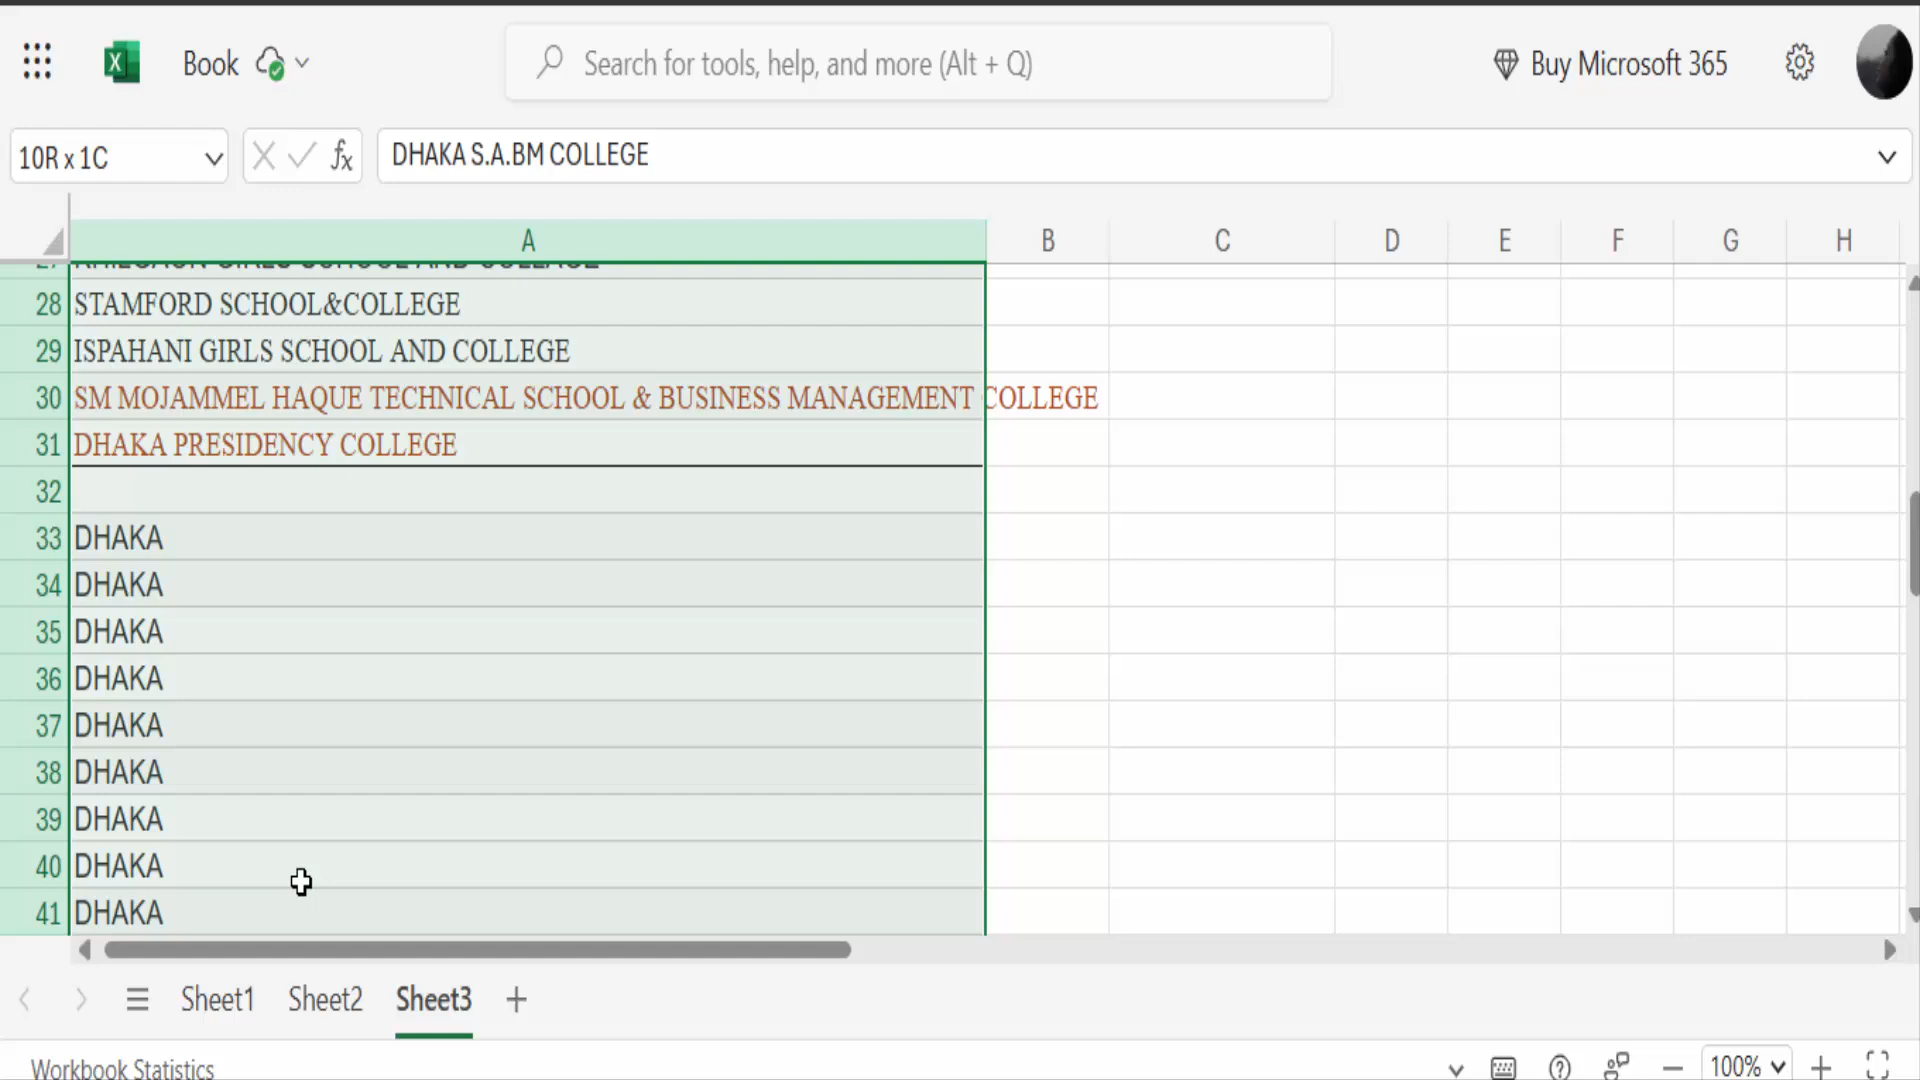 Book
Search for tools, help, and more (Alt + Q)
Buy Microsoft 365
10R x 1C
fx
DHAKA S.A.BM COLLEGE
A B C D E F G H
28 STAMFORD SCHOOL&COLLEGE
29 ISPAHANI GIRLS SCHOOL AND COLLEGE
30 SM MOJAMMEL HAQUE TECHNICAL SCHOOL & BUSINESS MANAGEMENT COLLEGE
31 DHAKA PRESIDENCY COLLEGE
32
33 DHAKA
34 DHAKA
35 DHAKA
36 DHAKA
37 DHAKA
38 DHAKA
39 DHAKA
40 DHAKA
41 DHAKA
Sheet1 Sheet2 Sheet3
Workbook Statistics
100%